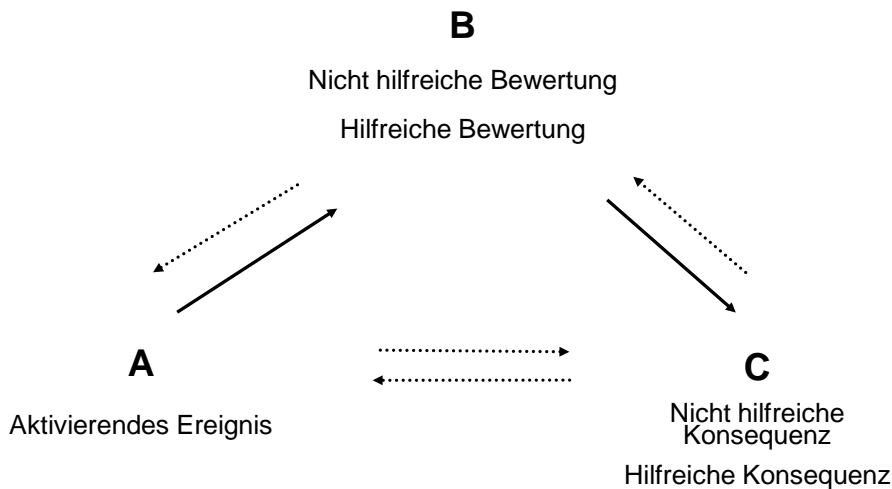 B
Nicht hilfreiche Bewertung
Hilfreiche Bewertung
A
Aktivierendes Ereignis
C
Nicht hilfreiche
Konsequenz
Hilfreiche Konsequenz